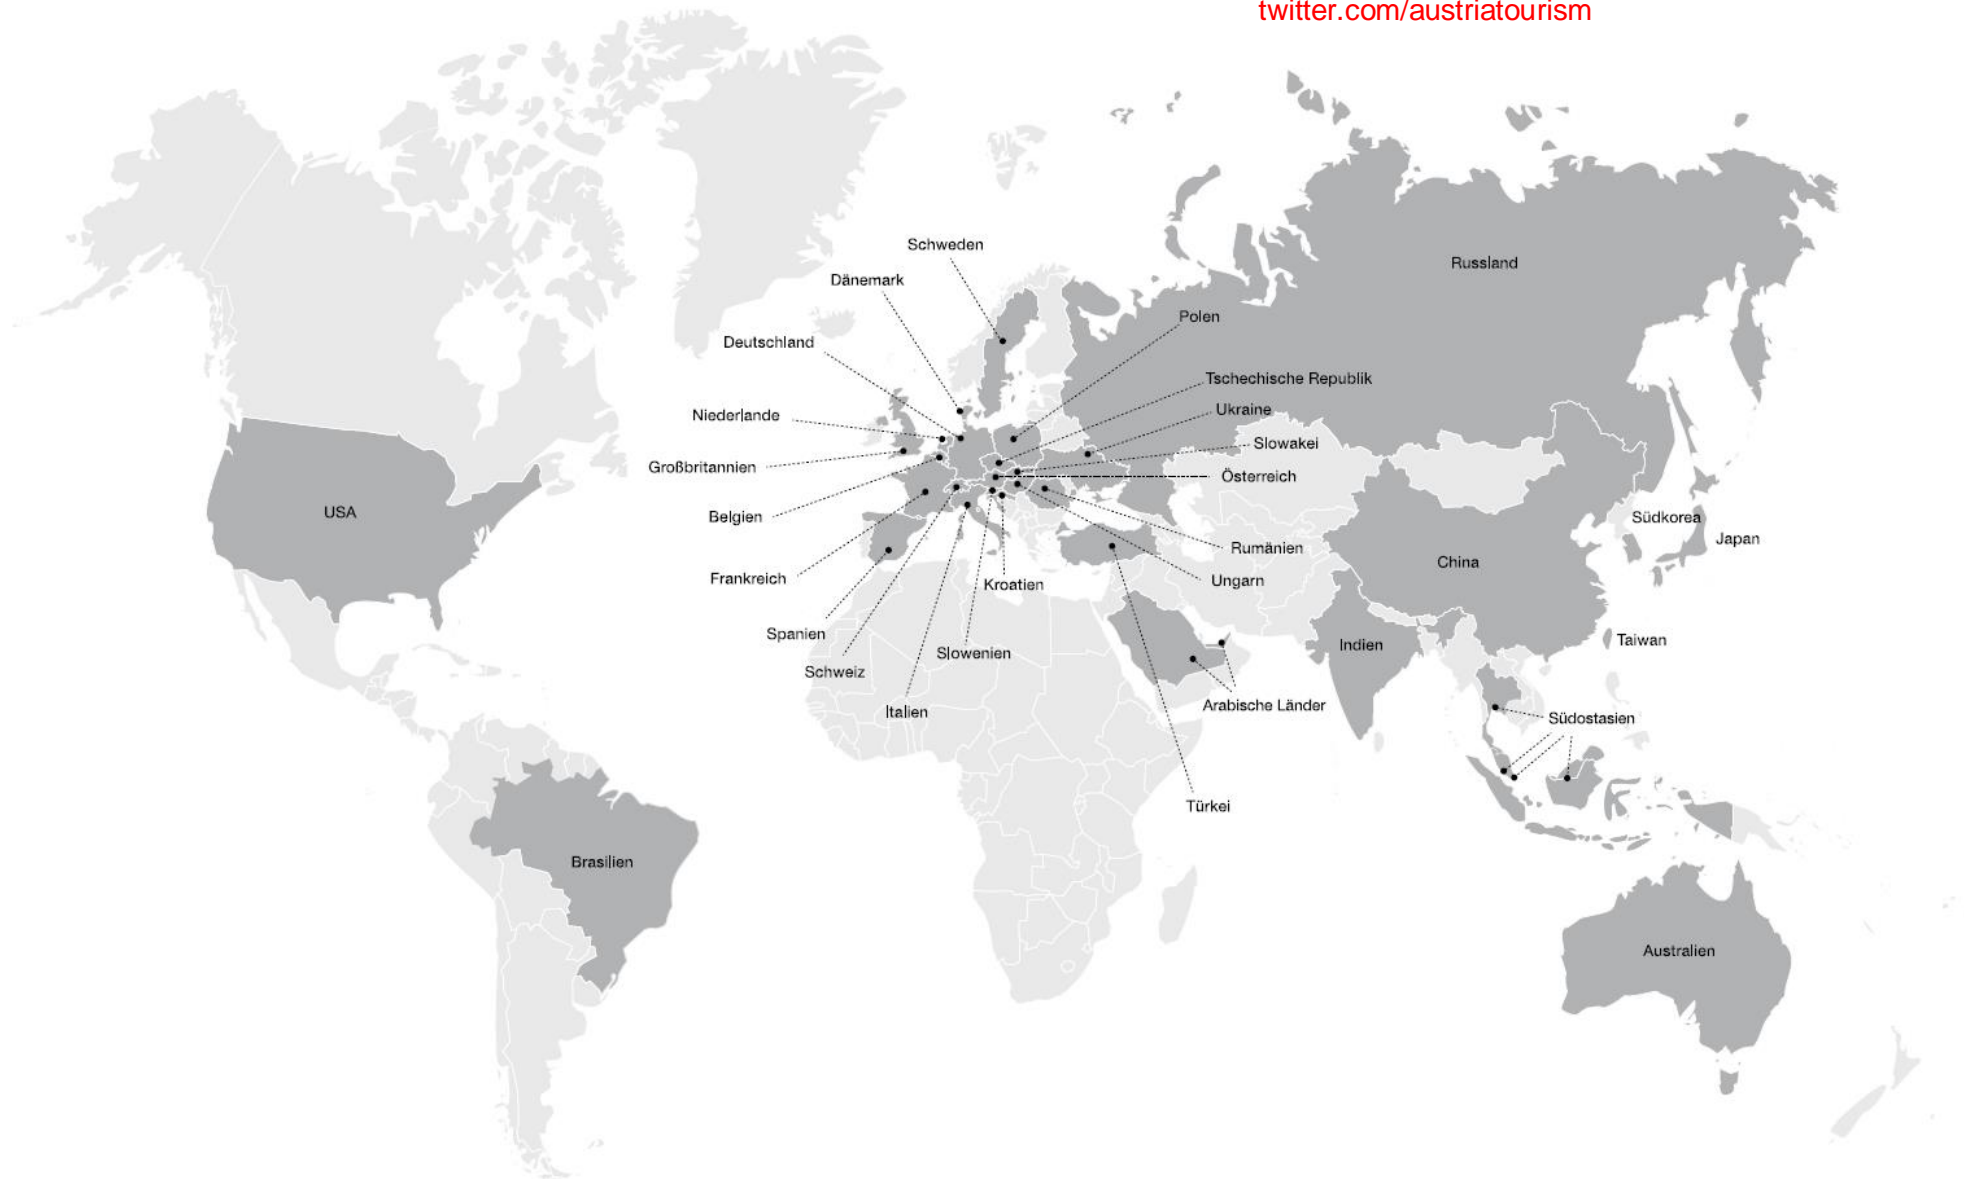 twitter.com/austriatourism
Schweden
Russland
Dänemark
Polen
Deutschland
Tschechische Republik
Ukraine
Niederlande
Slowakei
Großbritannien
Österreich
USA
Belgien
Südkorea
Japan
Rumänien
China
Frankreich
Kroatien
Ungarn
Spanien
Taiwan
Indien
Slowenien
Schweiz
Arabische Länder
Italien
Südostasien
Türkei
Brasilien
Australien